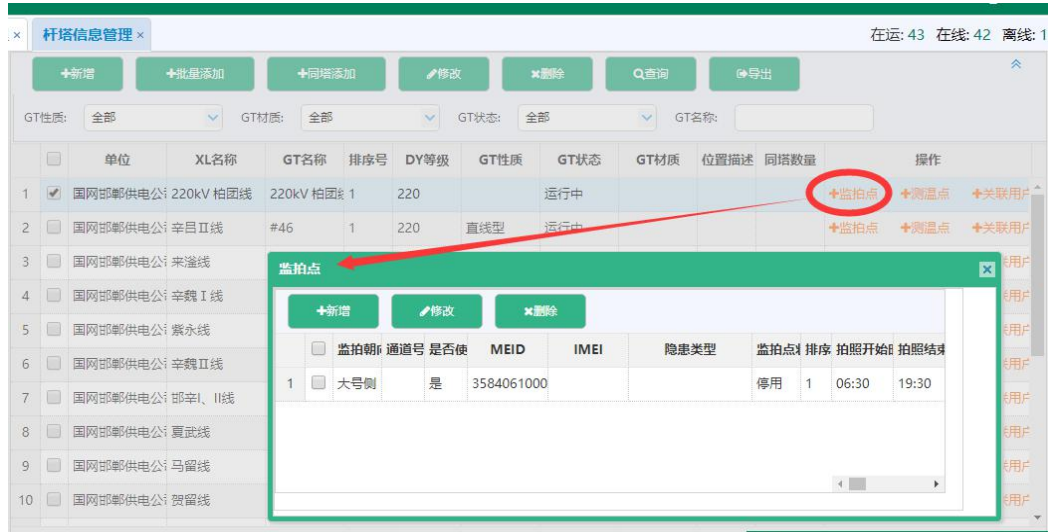 × 杆塔信息管理 × 在运: 43 在线: 42 离线: 1
+新增 +批量添加 +同塔添加 修改 ×删除 Q查询 导出
GT性质: 全部 GT材质: 全部 GT状态: 全部 GT名称:
单位 XL名称 GT名称 排序号 DY等级 GT性质 GT状态 GT材质 位置描述 同塔数量 操作
1 国网邯郸供电公 220kV 柏团线 220kV 柏团 1 220 运行中 +监拍点 +测温点 +关联用户
2 国网邯郸供电公 辛吕II线 #46 1 220 直线型 运行中 +监拍点 +测温点 +关联用户
3 国网邯郸供电公 来滏线
4 国网邯郸供电公 辛魏 I 线
5 国网邯郸供电公 紫永线
6 国网邯郸供电公 辛魏II线
7 国网邯郸供电公 邯辛I、II线
8 国网邯郸供电公 夏武线
9 国网邯郸供电公 马留线
10 国网邯郸供电公 贺留线
监拍点 ×
+新增 修改 ×删除
监拍朝向 通道号 是否使 MEID IMEI 隐患类型 监拍点 排序 拍照开始 拍照结束
1 大号侧 是 3584061000 停用 1 06:30 19:30